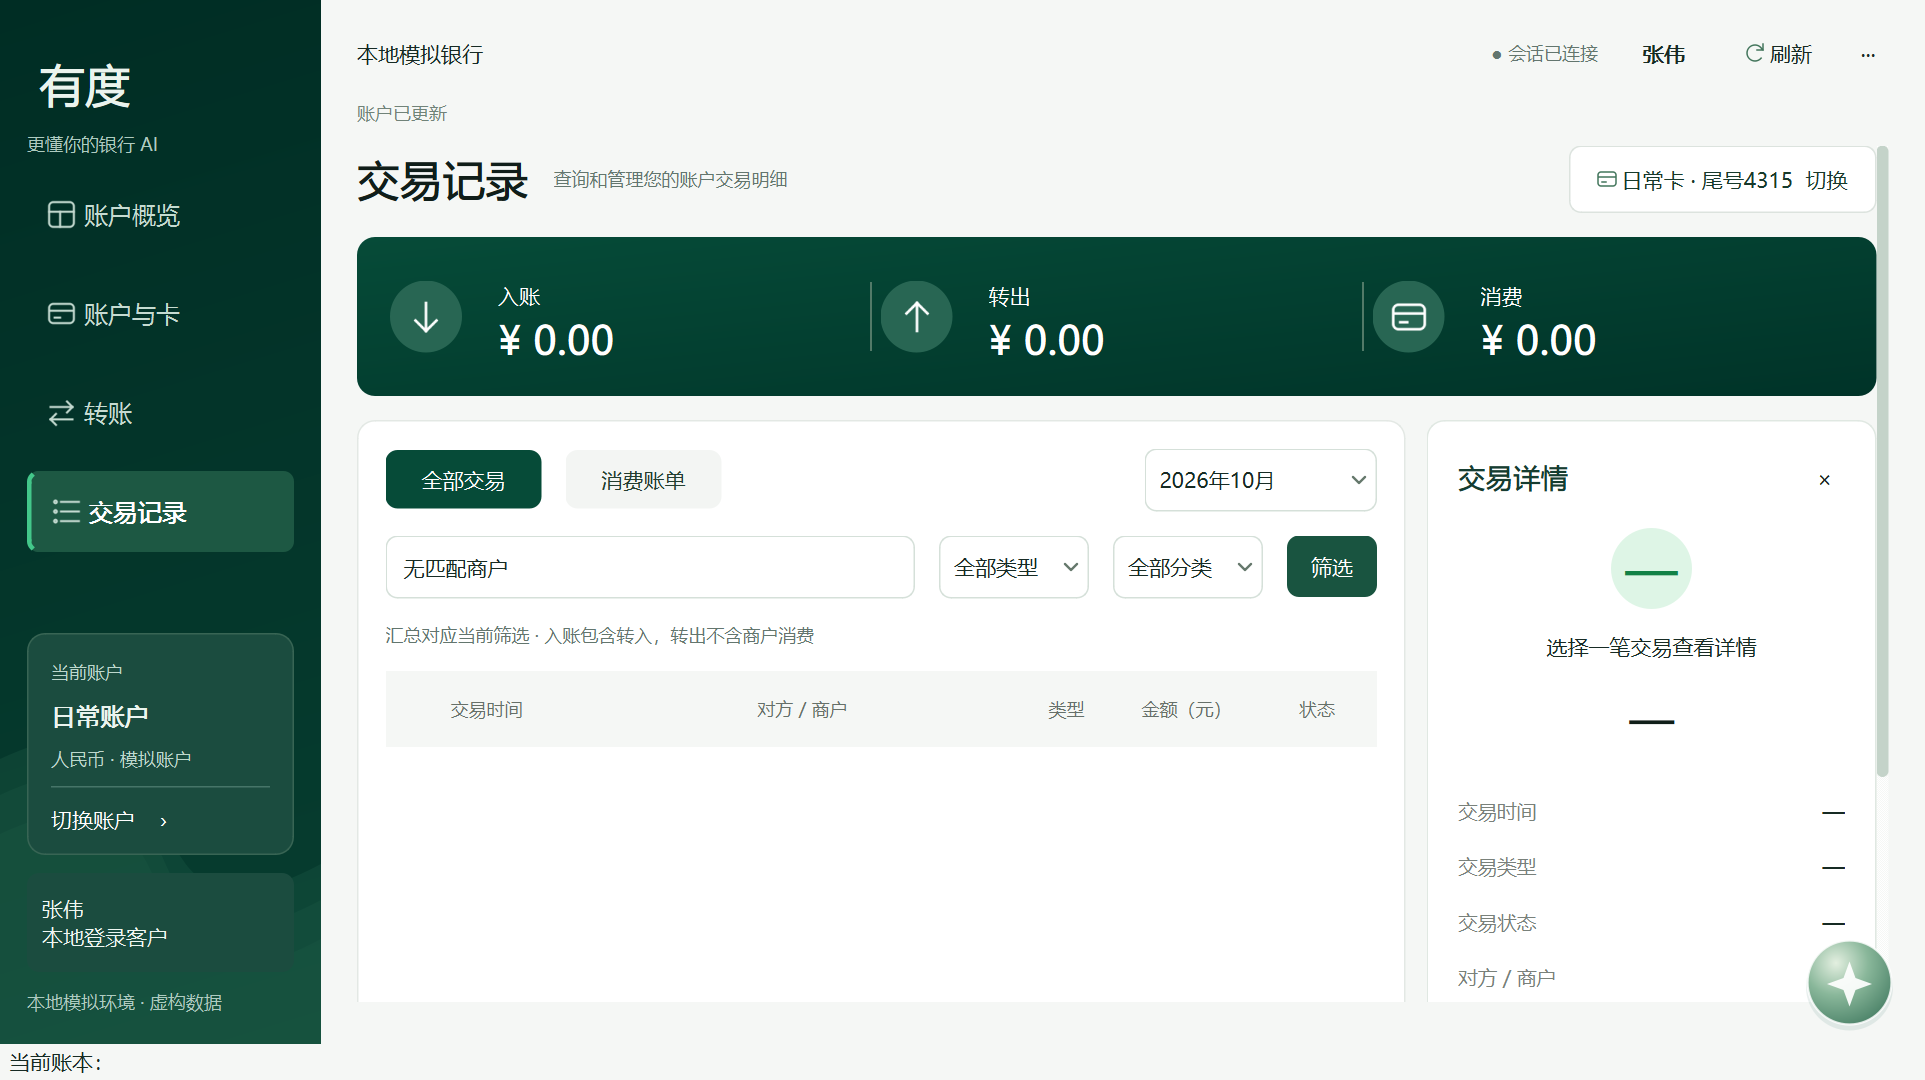 有度
更懂你的银行 AI
账户概览
账户与卡
转账
交易记录
当前账户
日常账户
人民币 · 模拟账户
切换账户 ›
张伟
本地登录客户
本地模拟环境 · 虚构数据
当前账本：
本地模拟银行
● 会话已连接 张伟 刷新 ···
账户已更新
交易记录 查询和管理您的账户交易明细
日常卡 · 尾号4315 切换
入账
¥ 0.00
转出
¥ 0.00
消费
¥ 0.00
全部交易 消费账单 2026年10月
无匹配商户 全部类型 全部分类 筛选
汇总对应当前筛选 · 入账包含转入，转出不含商户消费
交易时间 对方 / 商户 类型 金额（元） 状态
交易详情 ×
—
选择一笔交易查看详情
—
交易时间 —
交易类型 —
交易状态 —
对方 / 商户